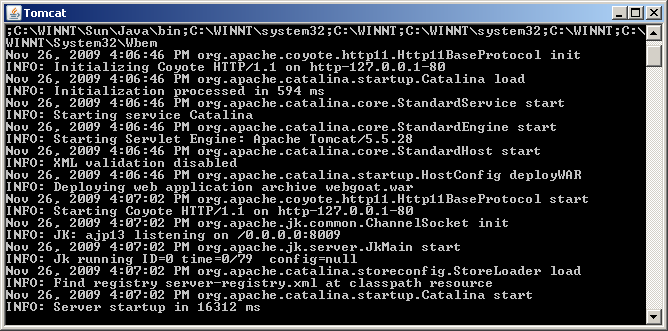 Tomcat
;C:\WINNT\Sun\Java\bin;C:\WINNT\system32;C:\WINNT;C:\WINNT\system32;C:\WINNT;C:\
WINNT\System32\Wbem
Nov 26, 2009 4:06:46 PM org.apache.coyote.http11.Http11BaseProtocol init
INFO: Initializing Coyote HTTP/1.1 on http-127.0.0.1-80
Nov 26, 2009 4:06:46 PM org.apache.catalina.startup.Catalina load
INFO: Initialization processed in 594 ms
Nov 26, 2009 4:06:46 PM org.apache.catalina.core.StandardService start
INFO: Starting service Catalina
Nov 26, 2009 4:06:46 PM org.apache.catalina.core.StandardEngine start
INFO: Starting Servlet Engine: Apache Tomcat/5.5.28
Nov 26, 2009 4:06:46 PM org.apache.catalina.core.StandardHost start
INFO: XML validation disabled
Nov 26, 2009 4:06:46 PM org.apache.catalina.startup.HostConfig deployWAR
INFO: Deploying web application archive webgoat.war
Nov 26, 2009 4:07:02 PM org.apache.coyote.http11.Http11BaseProtocol start
INFO: Starting Coyote HTTP/1.1 on http-127.0.0.1-80
Nov 26, 2009 4:07:02 PM org.apache.jk.common.ChannelSocket init
INFO: JK: ajp13 listening on /0.0.0.0:8009
Nov 26, 2009 4:07:02 PM org.apache.jk.server.JkMain start
INFO: Jk running ID=0 time=0/79  config=null
Nov 26, 2009 4:07:02 PM org.apache.catalina.storeconfig.StoreLoader load
INFO: Find registry server-registry.xml at classpath resource
Nov 26, 2009 4:07:02 PM org.apache.catalina.startup.Catalina start
INFO: Server startup in 16312 ms